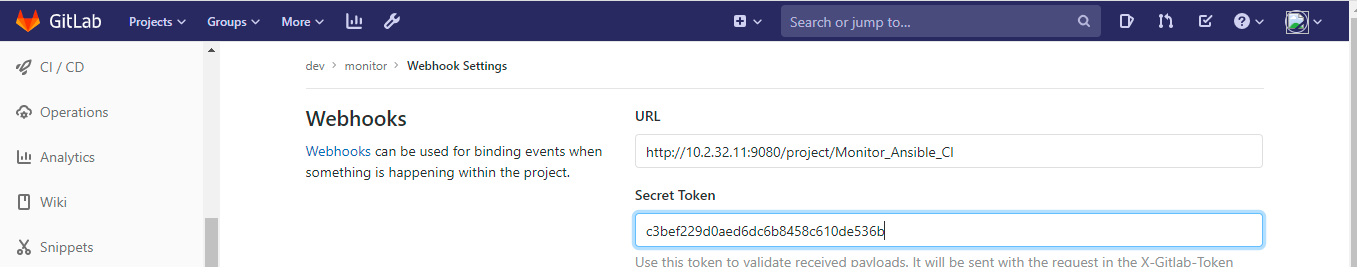 GitLab Projects Groups More Search or jump to...
CI / CD
Operations
Analytics
Wiki
Snippets
dev > monitor > Webhook Settings
Webhooks
Webhooks can be used for binding events when
something is happening within the project.
URL
http://10.2.32.11:9080/project/Monitor_Ansible_CI
Secret Token
c3bef229d0aed6dc6b8458c610de536b
Use this token to validate received payloads. It will be sent with the request in the X-Gitlab-Token